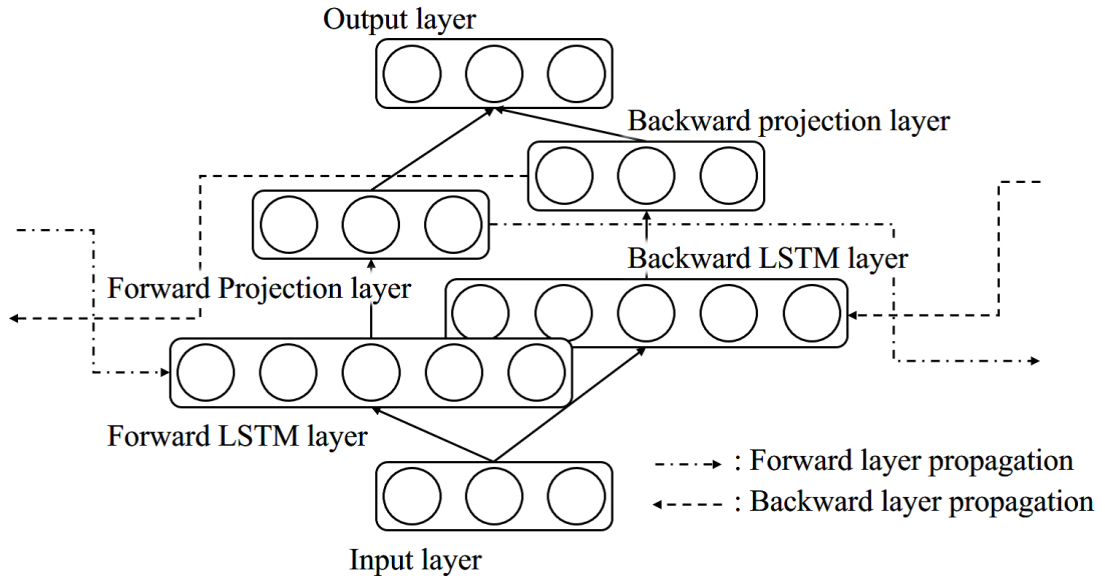 Output layer
Backward projection layer
Backward LSTM layer
Forward Projection layer
Forward LSTM layer
: Forward layer propagation
: Backward layer propagation
Input layer